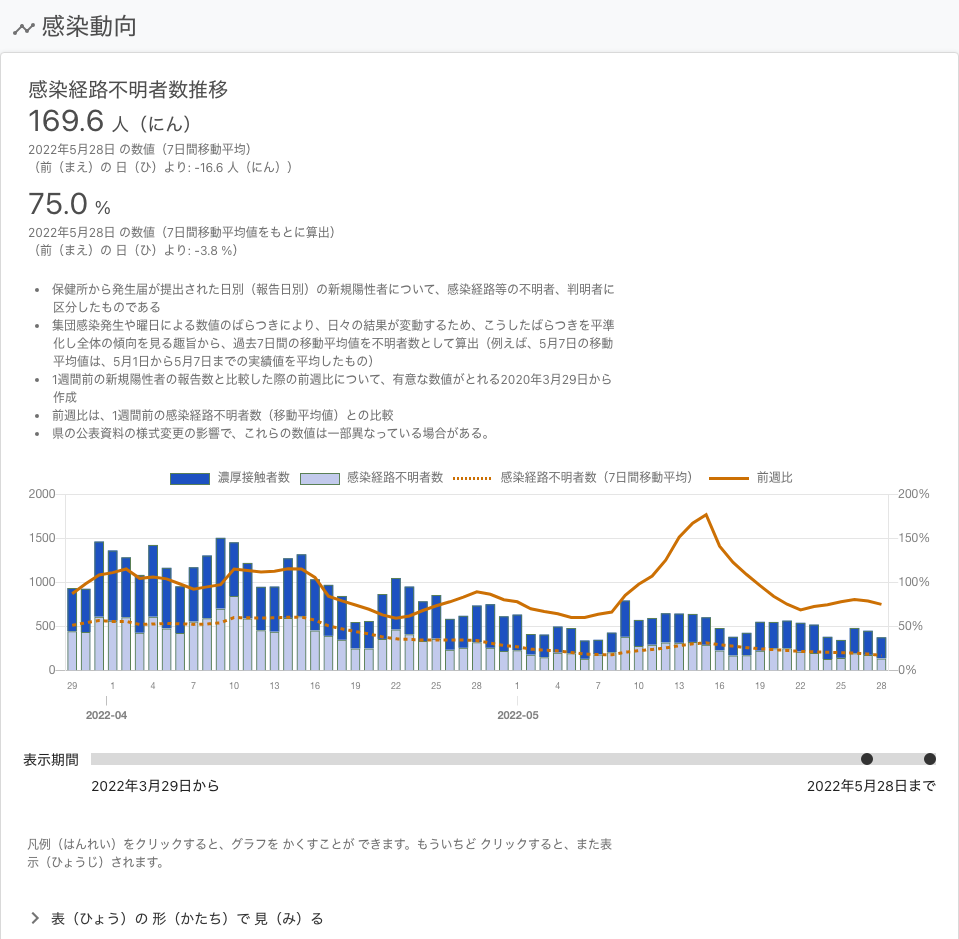 感染動向
感染経路不明者数推移
169.6 人（にん）
2022年5月28日 の数値（7日間移動平均）
（前（まえ）の 日（ひ）より: -16.6 人（にん））
75.0 %
2022年5月28日 の数値（7日間移動平均値をもとに算出）
（前（まえ）の 日（ひ）より: -3.8 %）
• 保健所から発生届が提出された日別（報告日別）の新規陽性者について、感染経路等の不明者、判明者に
区分したものである
• 集団感染発生や曜日による数値のばらつきにより、日々の結果が変動するため、こうしたばらつきを平準
化し全体の傾向を見る趣旨から、過去7日間の移動平均値を不明者数として算出（例えば、5月7日の移動
平均値は、5月1日から5月7日までの実績値を平均したもの）
• 1週間前の新規陽性者の報告数と比較した際の前週比について、有意な数値がとれる2020年3月29日から
作成
• 前週比は、1週間前の感染経路不明者数（移動平均値）との比較
• 県の公表資料の様式変更の影響で、これらの数値は一部異なっている場合がある。
濃厚接触者数 感染経路不明者数 感染経路不明者数（7日間移動平均） 前週比
2000 200%
1500 150%
1000 100%
500 50%
0 0%
29 1 4 7 10 13 16 19 22 25 28 1 4 7 10 13 16 19 22 25 28
2022-04 2022-05
表示期間
2022年3月29日から 2022年5月28日まで
凡例（はんれい）をクリックすると、グラフを かくすことが できます。もういちど クリックすると、また表
示（ひょうじ）されます。
表（ひょう）の 形（かたち）で 見（み）る